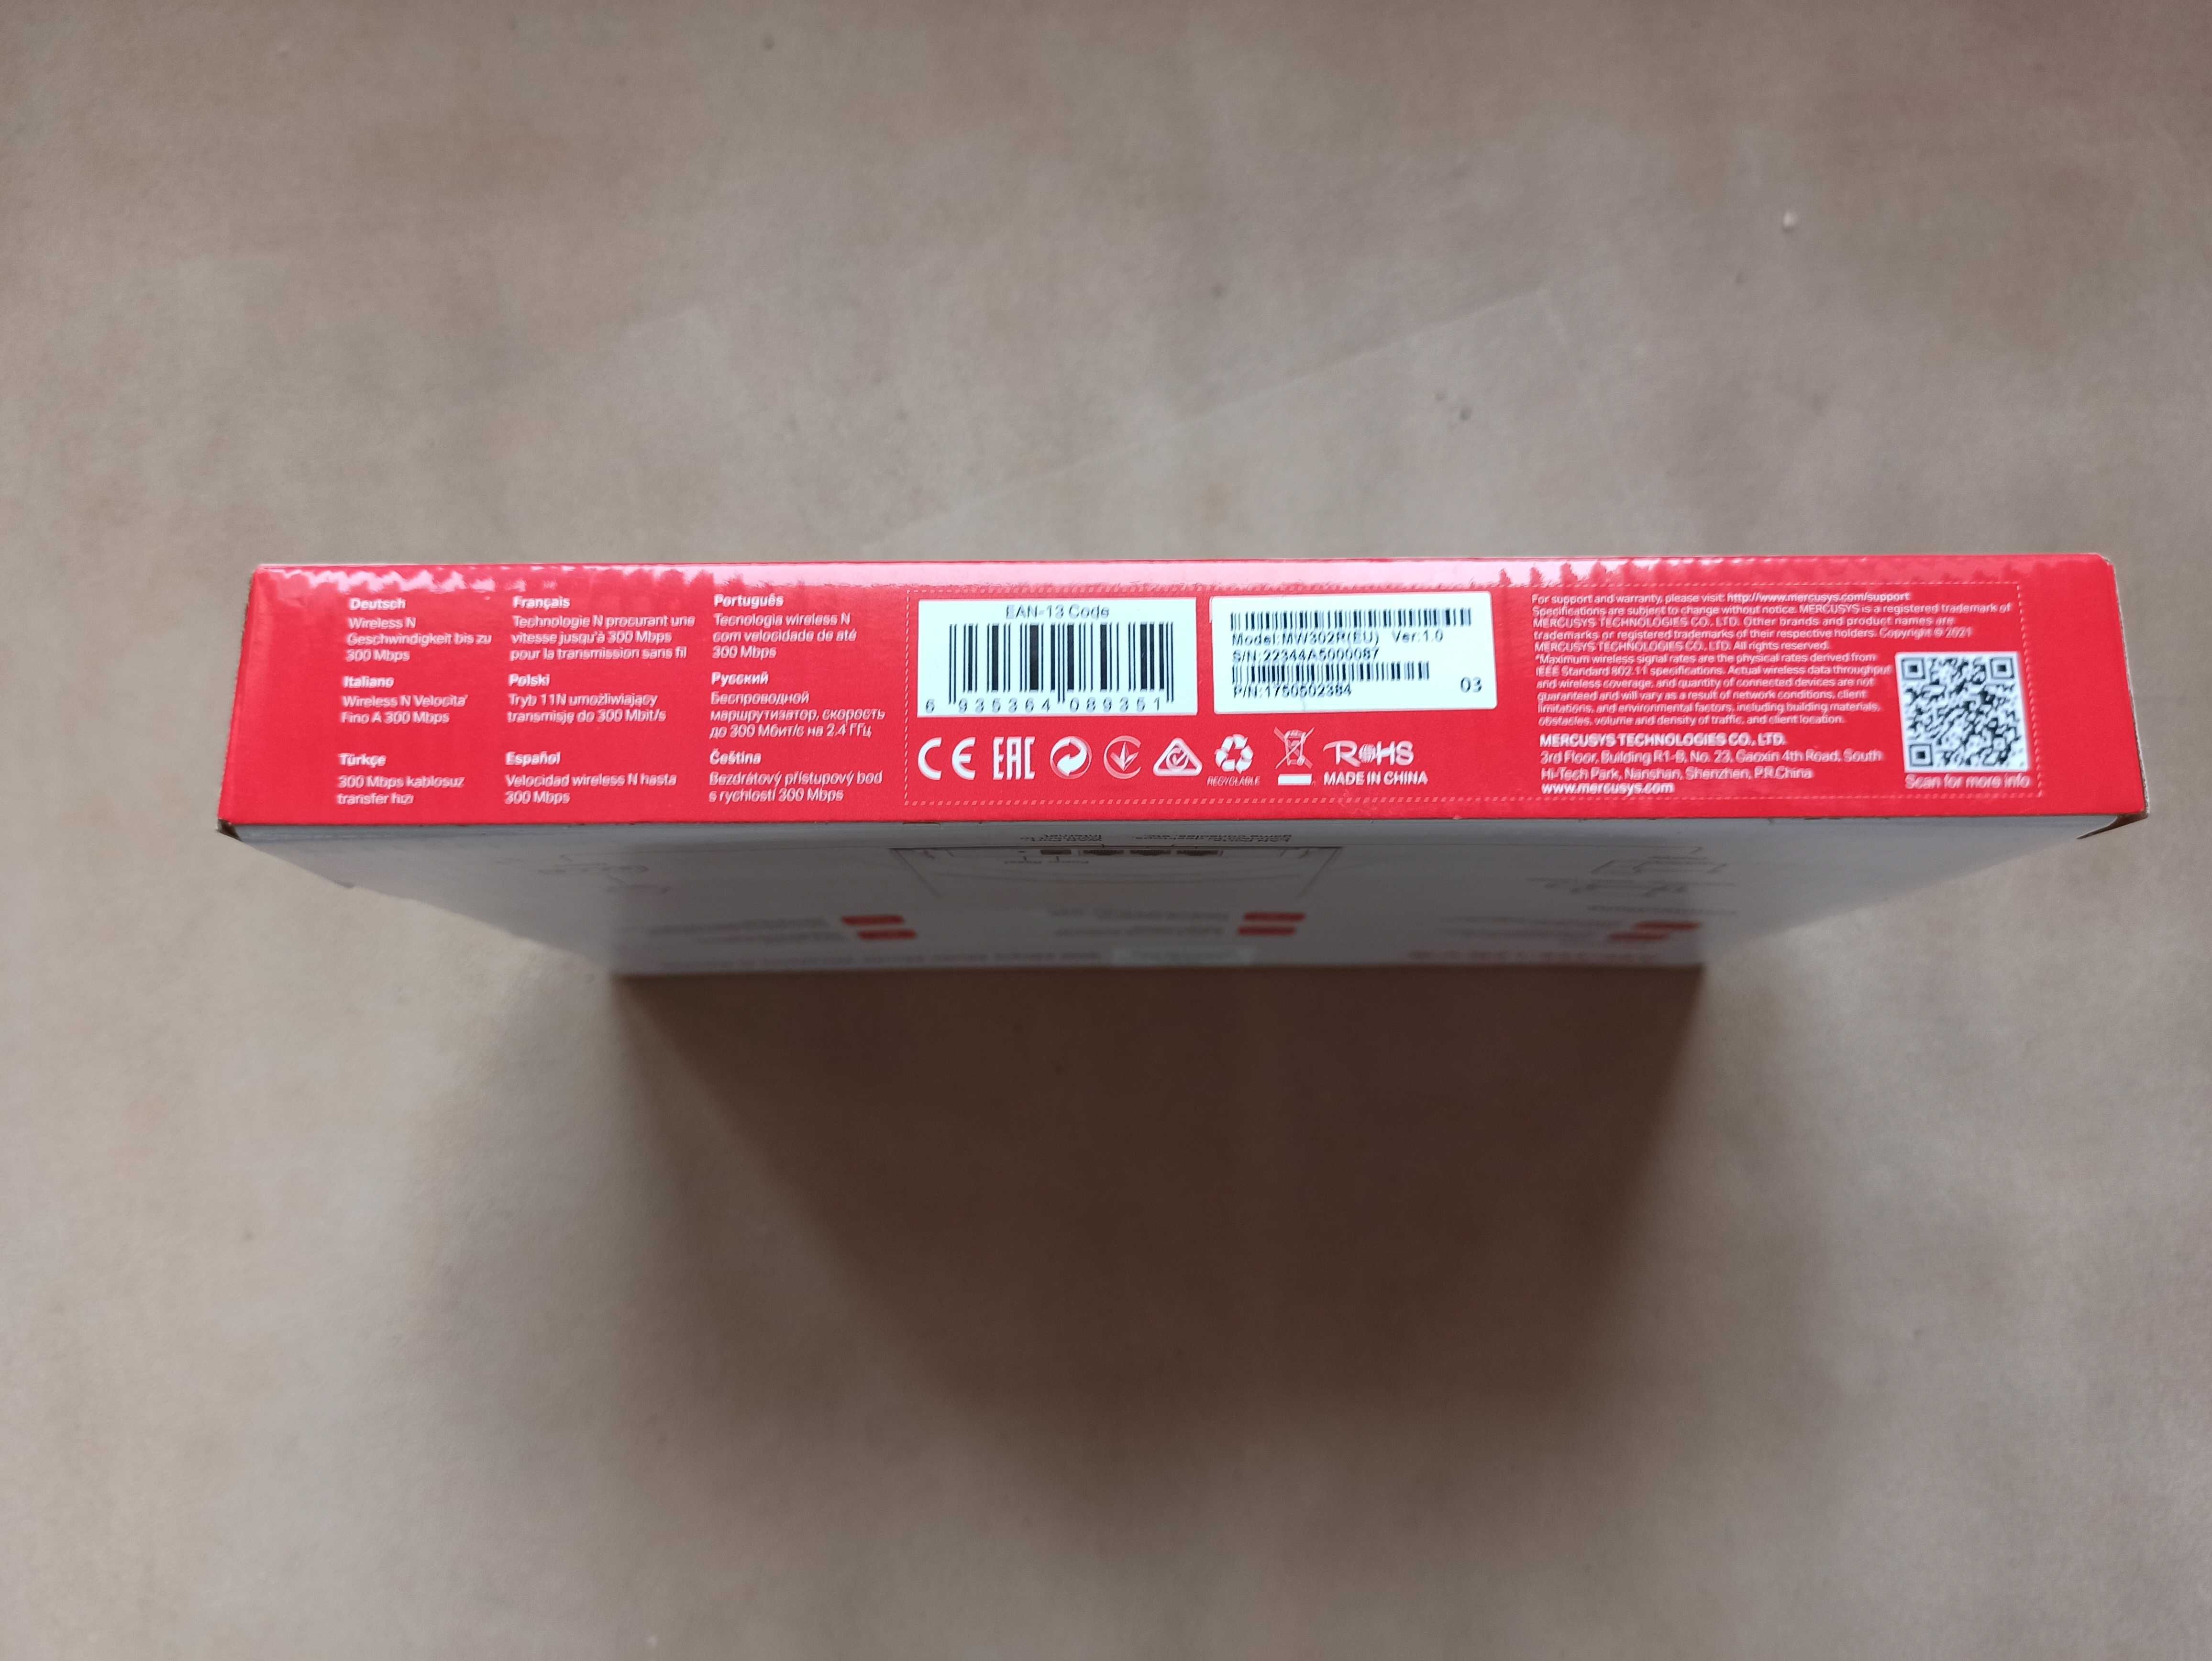 Deutsch
Wireless N
Geschwindigkeit bis zu
300 Mbps
Français
Technologie N procurant une
vitesse jusqu'à 300 Mbps
pour la transmission sans fil
Português
Tecnologia wireless N
com velocidade de até
300 Mbps
Italiano
Wireless N Velocita'
Fino A 300 Mbps
Polski
Tryb 11N umożliwiający
transmisję do 300 Mbit/s
Русский
Беспроводной
маршрутизатор, скорость
до 300 Мбит/с на 2.4 ГГц
Türkçe
300 Mbps kablosuz
transfer hızı
Español
Velocidad wireless N hasta
300 Mbps
Čeština
Bezdrátový přístupový bod
s rychlostí 300 Mbps
EAN-13 Code
6 935364 089351
Model:MW302R(EU) Ver:1.0
S/N:22344A5000087
P/N:1750502384
03
CE EAC
RECYCLABLE
RoHS
MADE IN CHINA
For support and warranty, please visit: http://www.mercusys.com/support
Specifications are subject to change without notice. MERCUSYS is a registered trademark of
MERCUSYS TECHNOLOGIES CO., LTD. Other brands and product names are
trademarks or registered trademarks of their respective holders. Copyright © 2021
MERCUSYS TECHNOLOGIES CO., LTD. All rights reserved.
*Maximum wireless signal rates are the physical rates derived from
IEEE Standard 802.11 specifications. Actual wireless data throughput
and wireless coverage, and quantity of connected devices are not
guaranteed and will vary as a result of network conditions, client
limitations, and environmental factors, including building materials,
obstacles, volume and density of traffic, and client location.
MERCUSYS TECHNOLOGIES CO., LTD.
3rd Floor, Building R1-B, No. 23, Gaoxin 4th Road, South
Hi-Tech Park, Nanshan, Shenzhen, P.R.China
www.mercusys.com
Scan for more info